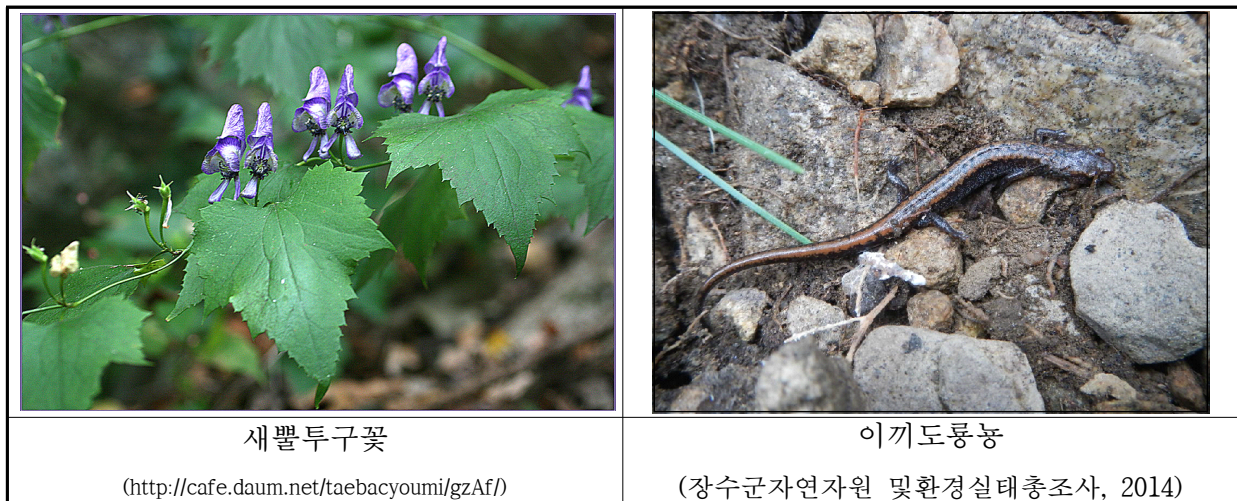 새뿔투구꽃
(http://cafe.daum.net/taebacyoumi/gzAf/)
이끼도룡뇽
(장수군자연자원 및환경실태총조사, 2014)